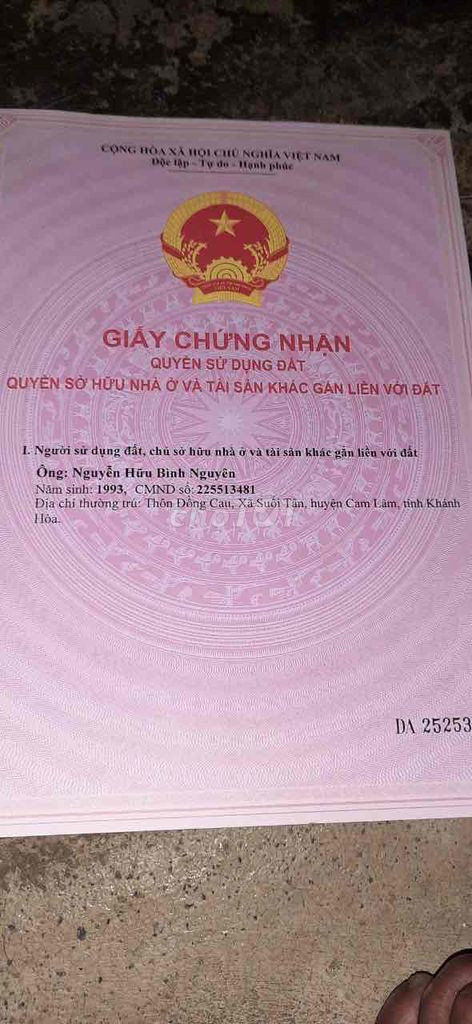 CỘNG HÒA XÃ HỘI CHỦ NGHĨA VIỆT NAM
Độc lập - Tự do - Hạnh phúc
GIẤY CHỨNG NHẬN
QUYỀN SỬ DỤNG ĐẤT
QUYỀN SỞ HỮU NHÀ Ở VÀ TÀI SẢN KHÁC GẮN LIỀN VỚI ĐẤT
I. Người sử dụng đất, chủ sở hữu nhà ở và tài sản khác gắn liền với đất
Ông: Nguyễn Hữu Bình Nguyên
Năm sinh: 1993, CMND số: 225513481
Địa chỉ thường trú: Thôn Đồng Cau, Xã Suối Tân, huyện Cam Lâm, tỉnh Khánh
Hòa.
chợTỐT
DA 25253